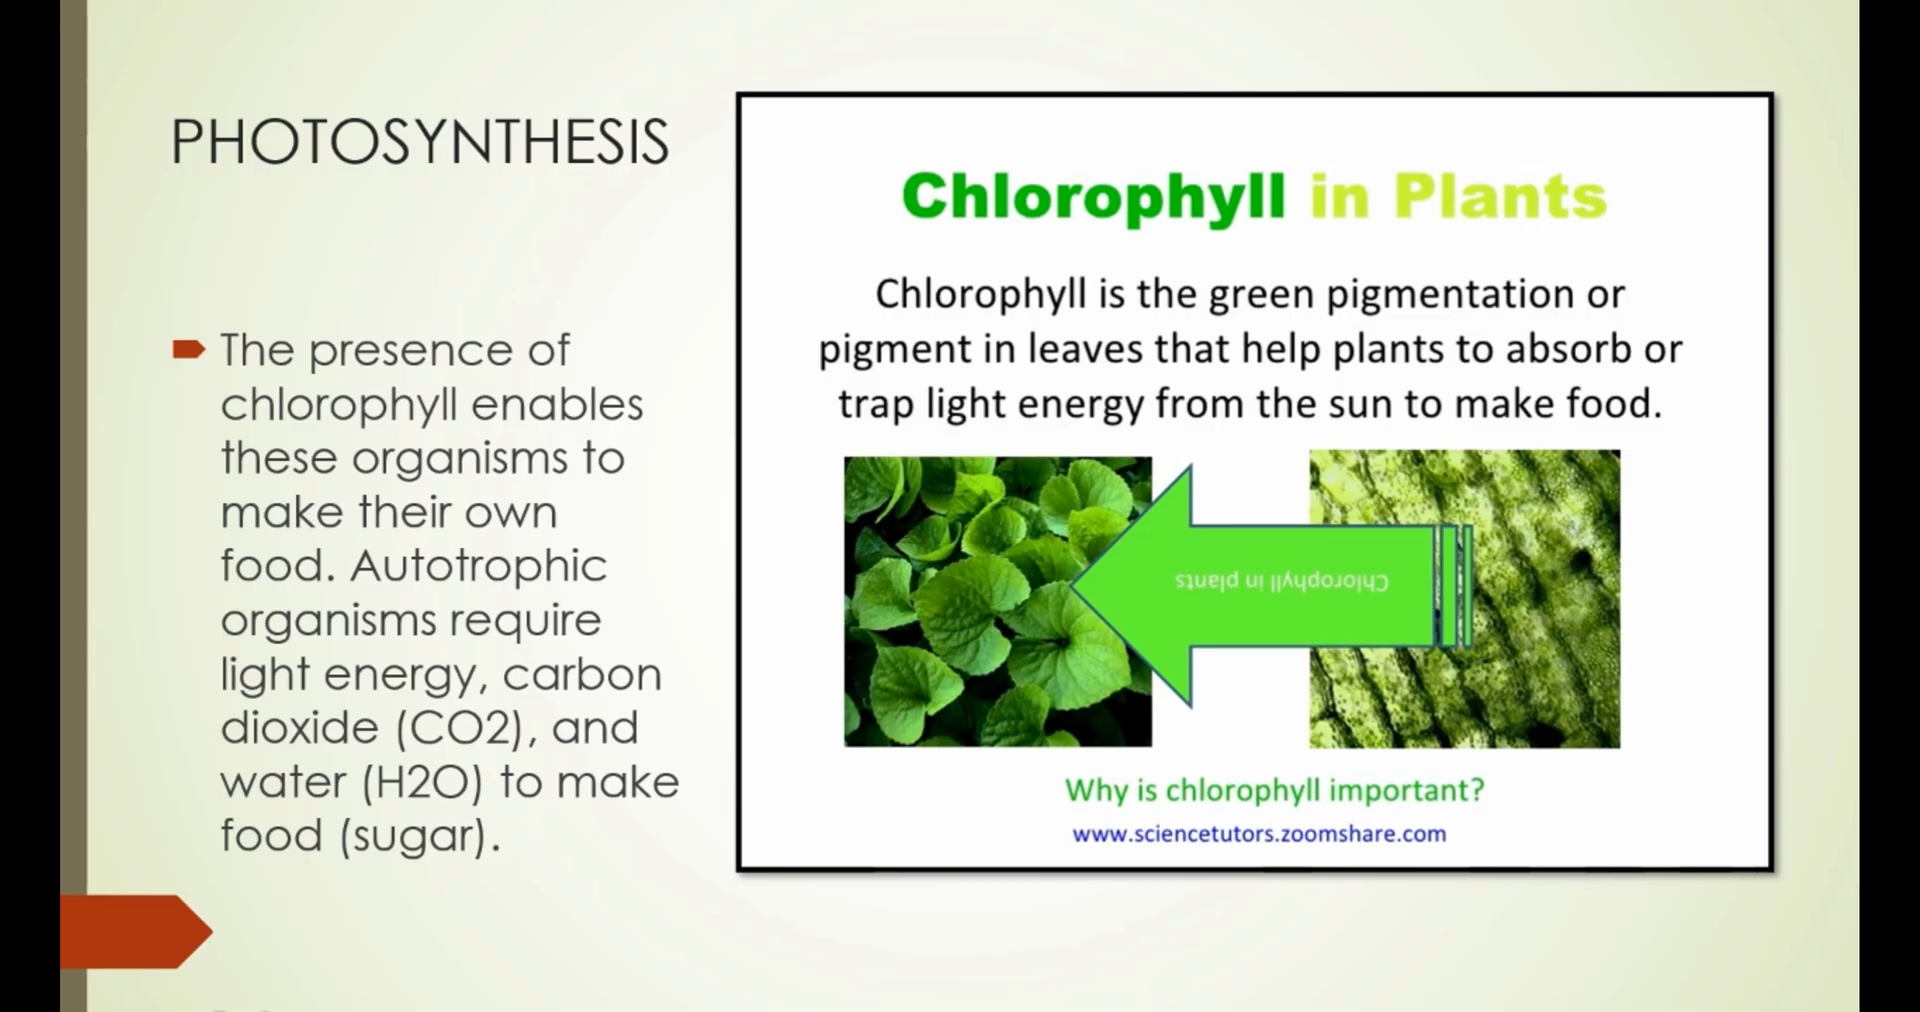 PHOTOSYNTHESIS
The presence of
chlorophyll enables
these organisms to
make their own
food. Autotrophic
organisms require
light energy, carbon
dioxide (CO2), and
water (H2O) to make
food (sugar).
Chlorophyll in Plants
Chlorophyll is the green pigmentation or
pigment in leaves that help plants to absorb or
trap light energy from the sun to make food.
Chlorophyll in plants
Why is chlorophyll important?
www.sciencetutors.zoomshare.com